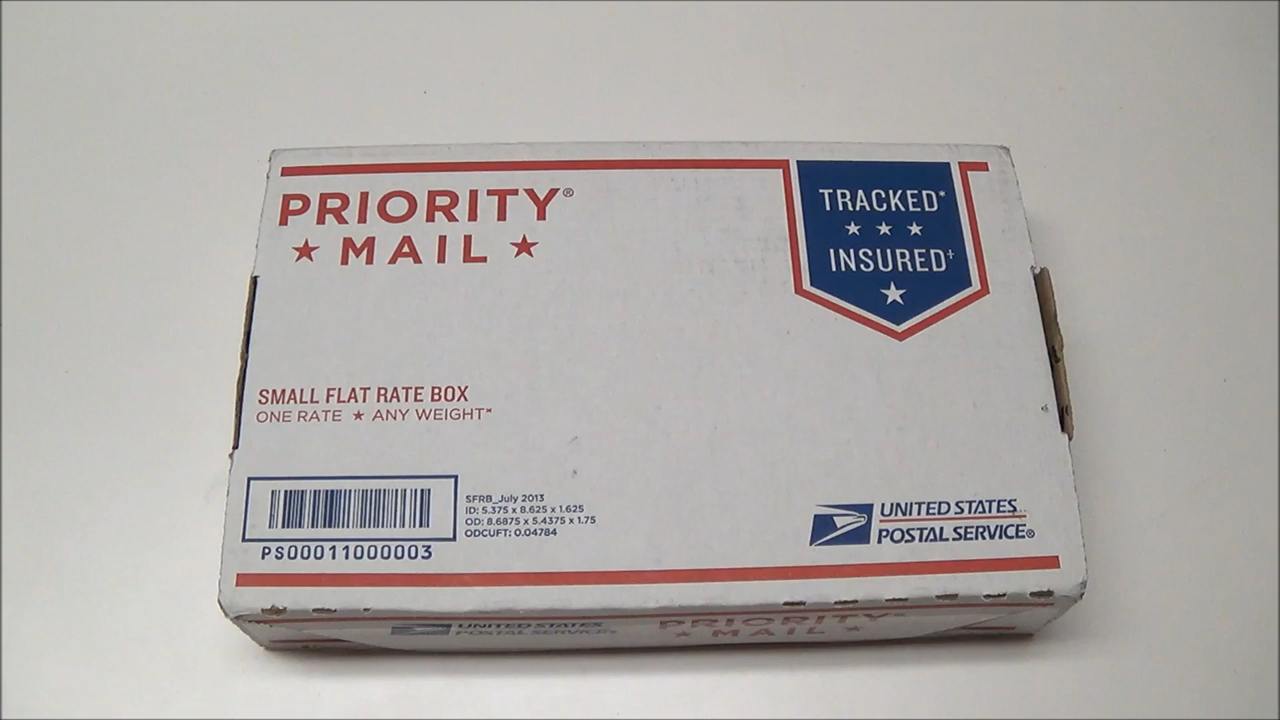 PRIORITY®
★ MAIL ★
TRACKED*
★ ★ ★
INSURED†
★
SMALL FLAT RATE BOX
ONE RATE ★ ANY WEIGHT*
SFRB_July 2013
ID: 5.375 x 8.625 x 1.625
OD: 8.6875 x 5.4375 x 1.75
ODCUFT: 0.04784
PS00011000003
UNITED STATES
POSTAL SERVICE®
UNITED STATES
POSTAL SERVICE®
PRIORITY®
★ MAIL ★